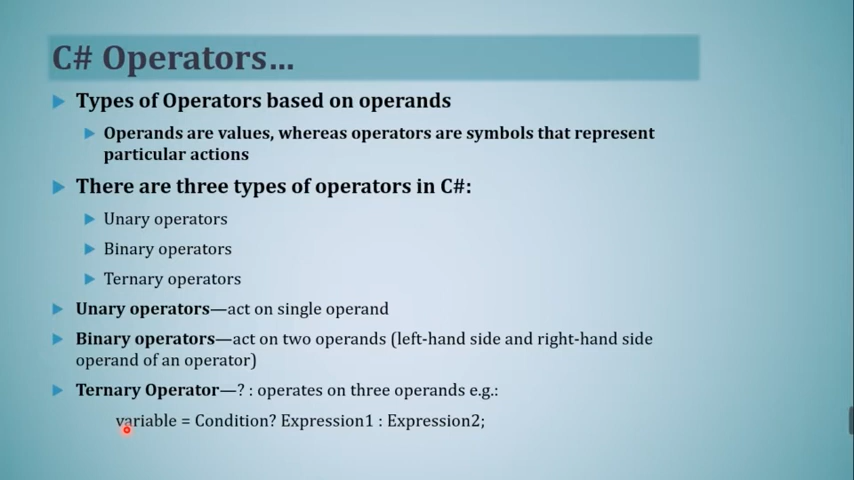 C# Operators...
Types of Operators based on operands
Operands are values, whereas operators are symbols that represent
particular actions
There are three types of operators in C#:
Unary operators
Binary operators
Ternary operators
Unary operators—act on single operand
Binary operators—act on two operands (left-hand side and right-hand side
operand of an operator)
Ternary Operator—? : operates on three operands e.g.:
variable = Condition? Expression1 : Expression2;